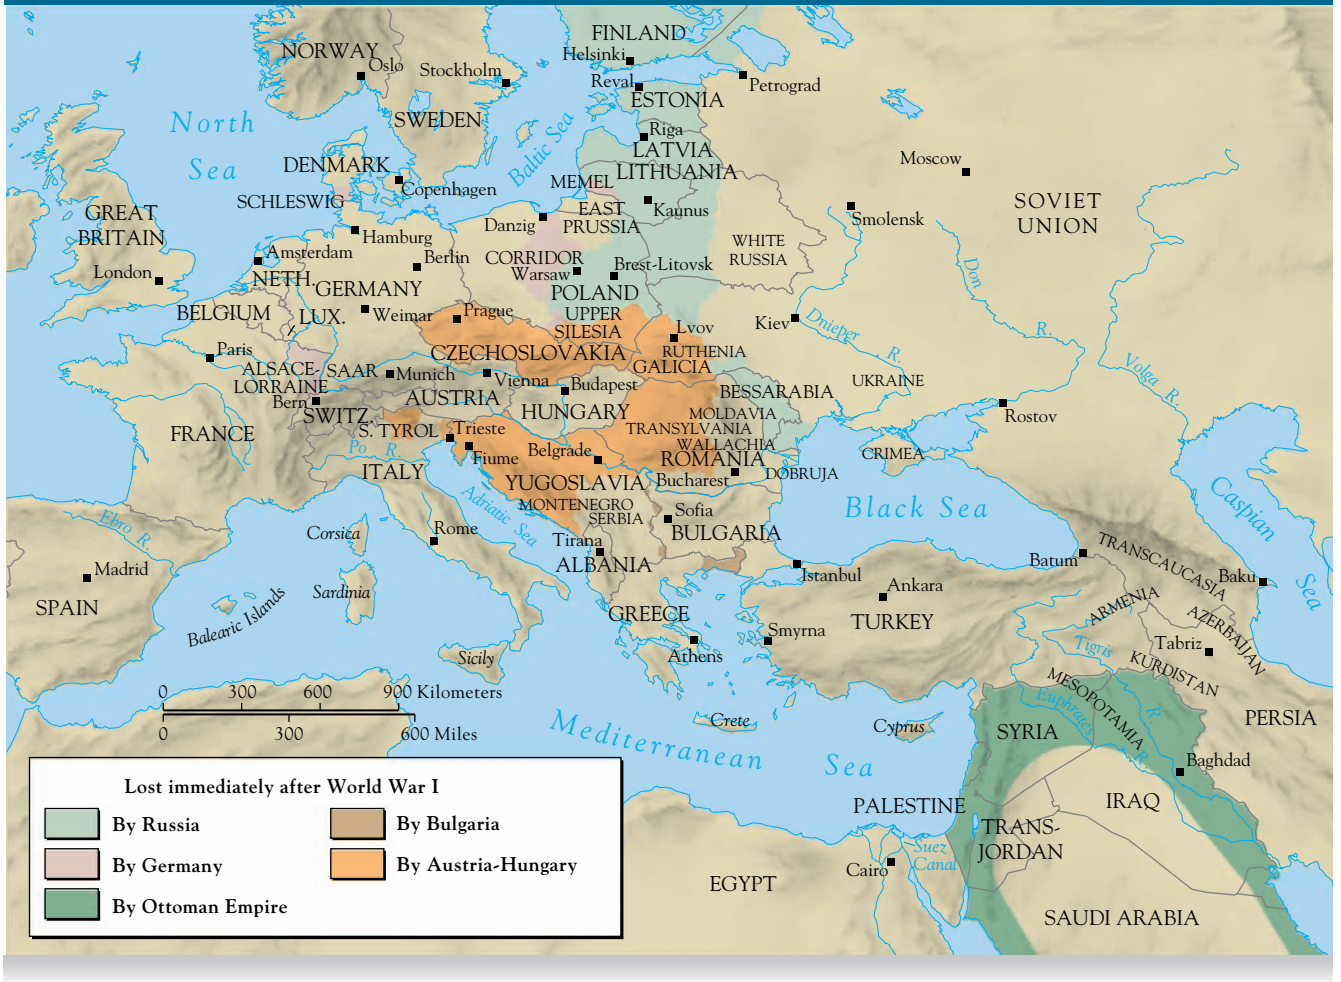 FINLAND
NORWAY
Helsinki
Oslo
Stockholm
Reval
Petrograd
ESTONIA
North
Sea
SWEDEN
Baltic Sea
Riga
LATVIA
Moscow
DENMARK
LITHUANIA
MEMEL
Copenhagen
SCHLESWIG
Kaunus
SOVIET
UNION
GREAT
BRITAIN
EAST
PRUSSIA
Smolensk
Danzig
Hamburg
WHITE
RUSSIA
Amsterdam
Berlin
CORRIDOR
Warsaw
Brest-Litovsk
Don
R.
London
NETH.
GERMANY
POLAND
BELGIUM
LUX.
Weimar
Prague
UPPER
SILESIA
Lvov
Kiev
Dnieper
R.
Paris
CZECHOSLOVAKIA
RUTHENIA
GALICIA
Volga R.
ALSACE-
LORRAINE
SAAR
Munich
Vienna
Budapest
UKRAINE
BESSARABIA
Bern
SWITZ.
AUSTRIA
HUNGARY
MOLDAVIA
Rostov
FRANCE
S. TYROL
Trieste
TRANSYLVANIA
WALLACHIA
Po R.
Fiume
Belgrade
ROMANIA
CRIMEA
ITALY
YUGOSLAVIA
Bucharest
DOBRUJA
Adriatic Sea
MONTENEGRO
SERBIA
Sofia
BULGARIA
Black Sea
Caspian
Sea
Ebro R.
Corsica
Rome
Tirana
ALBANIA
Istanbul
Batum
TRANSCAUCASIA
Baku
Madrid
Ankara
SPAIN
Sardinia
Balearic Islands
GREECE
TURKEY
ARMENIA
AZERBAIJAN
Smyrna
Athens
Tigris
R.
Tabriz
KURDISTAN
Sicily
MESOPOTAMIA
Euphrates
R.
0 300 600 900 Kilometers
0 300 600 Miles
Crete
Cyprus
Mediterranean Sea
SYRIA
PERSIA
Baghdad
PALESTINE
IRAQ
TRANS-
JORDAN
Suez
Canal
Cairo
EGYPT
SAUDI ARABIA
Lost immediately after World War I
By Russia
By Germany
By Ottoman Empire
By Bulgaria
By Austria-Hungary